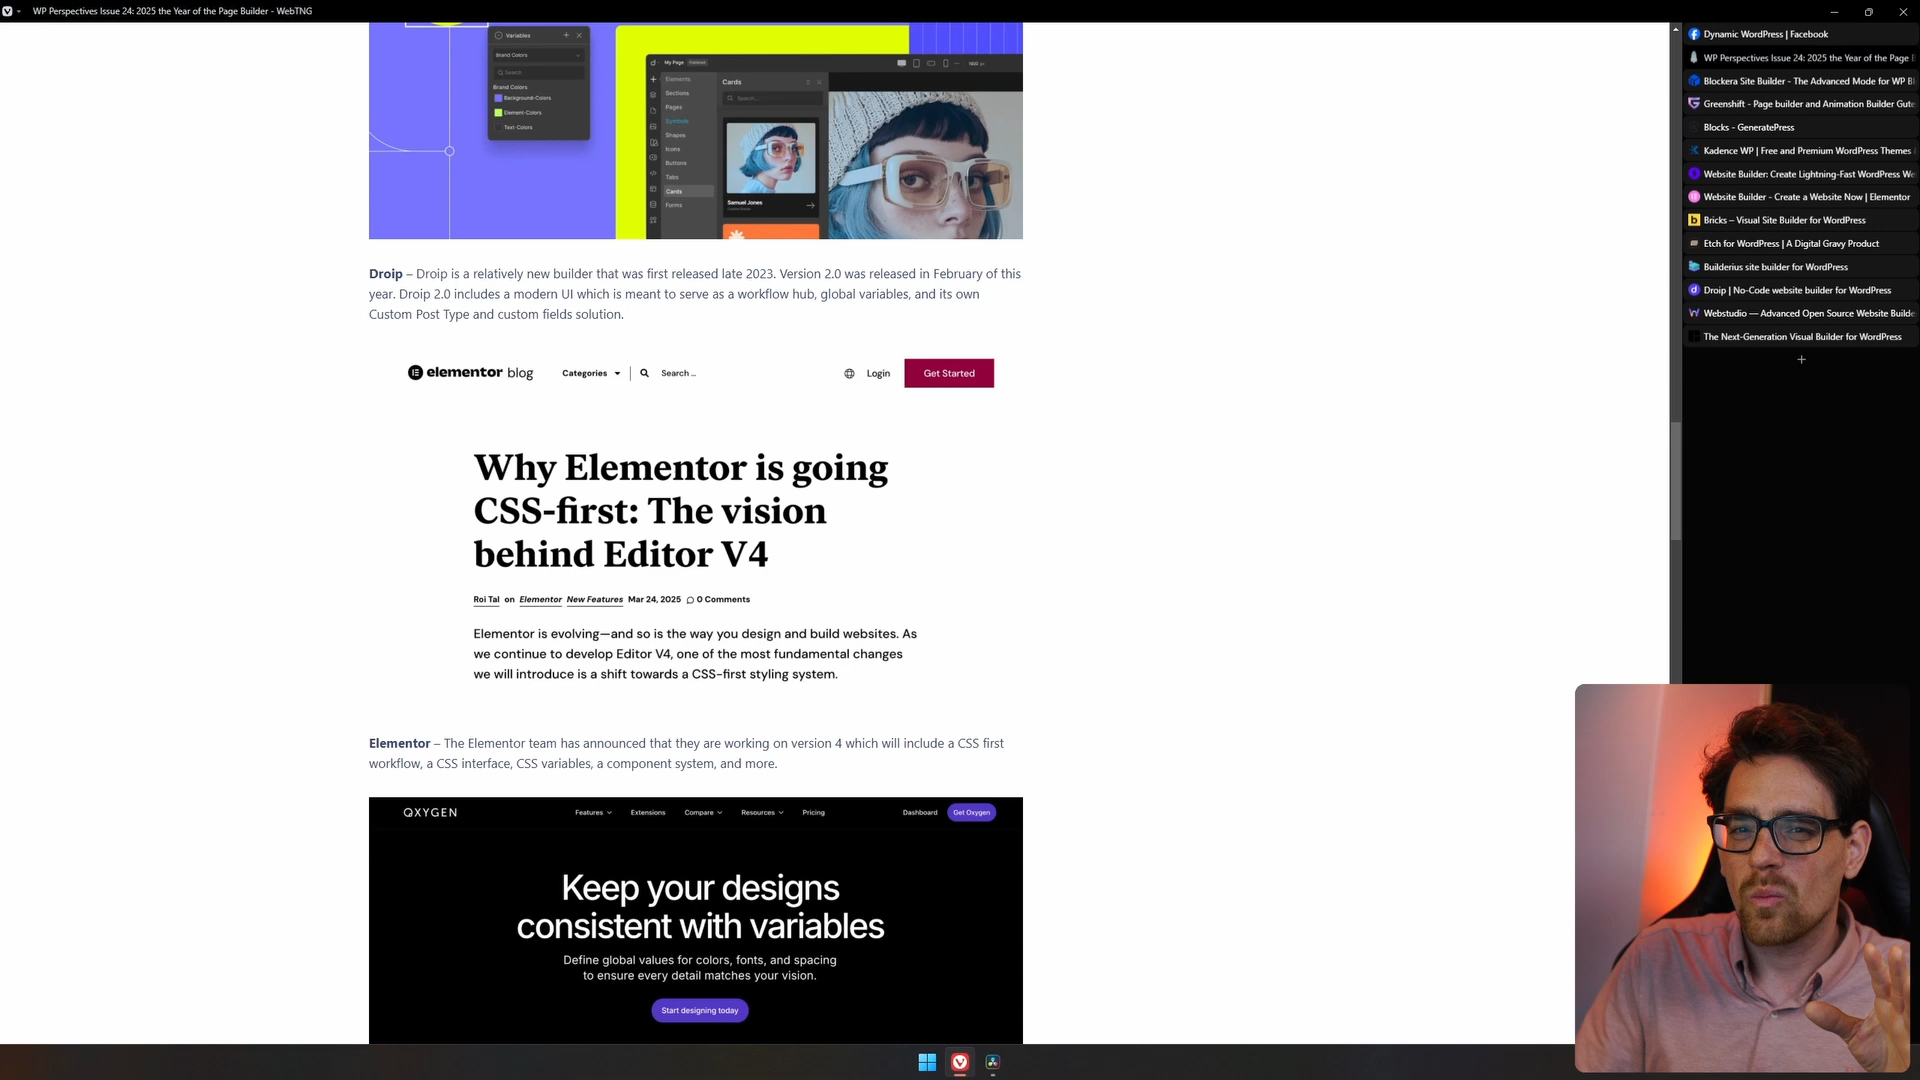 WP Perspectives Issue 24: 2025 the Year of the Page Builder - WebTNG
Variables
Brand Colors
Search
Brand Colors
Background-Colors
Element-Colors
Text-Colors
My Page
Published
Elements
Sections
Pages
Symbols
Shapes
Icons
Buttons
Tabs
Cards
Forms
Cards
Search...
Samuel Jones
Droip – Droip is a relatively new builder that was first released late 2023. Version 2.0 was released in February of this
year. Droip 2.0 includes a modern UI which is meant to serve as a workflow hub, global variables, and its own
Custom Post Type and custom fields solution.
elementor blog
Categories
Search ...
Login
Get Started
Why Elementor is going
CSS-first: The vision
behind Editor V4
Roi Tal on Elementor New Features Mar 24, 2025 0 Comments
Elementor is evolving—and so is the way you design and build websites. As
we continue to develop Editor V4, one of the most fundamental changes
we will introduce is a shift towards a CSS-first styling system.
Elementor – The Elementor team has announced that they are working on version 4 which will include a CSS first
workflow, a CSS interface, CSS variables, a component system, and more.
OXYGEN
Features
Extensions
Compare
Resources
Pricing
Dashboard
Get Oxygen
Keep your designs
consistent with variables
Define global values for colors, fonts, and spacing
to ensure every detail matches your vision.
Start designing today
Dynamic WordPress | Facebook
WP Perspectives Issue 24: 2025 the Year of the Page B
Blockera Site Builder - The Advanced Mode for WP Bl
Greenshift - Page builder and Animation Builder Gute
Blocks - GeneratePress
Kadence WP | Free and Premium WordPress Themes
Website Builder: Create Lightning-Fast WordPress We
Website Builder - Create a Website Now | Elementor
Bricks – Visual Site Builder for WordPress
Etch for WordPress | A Digital Gravy Product
Builderius site builder for WordPress
Droip | No-Code website builder for WordPress
Webstudio — Advanced Open Source Website Builde
The Next-Generation Visual Builder for WordPress